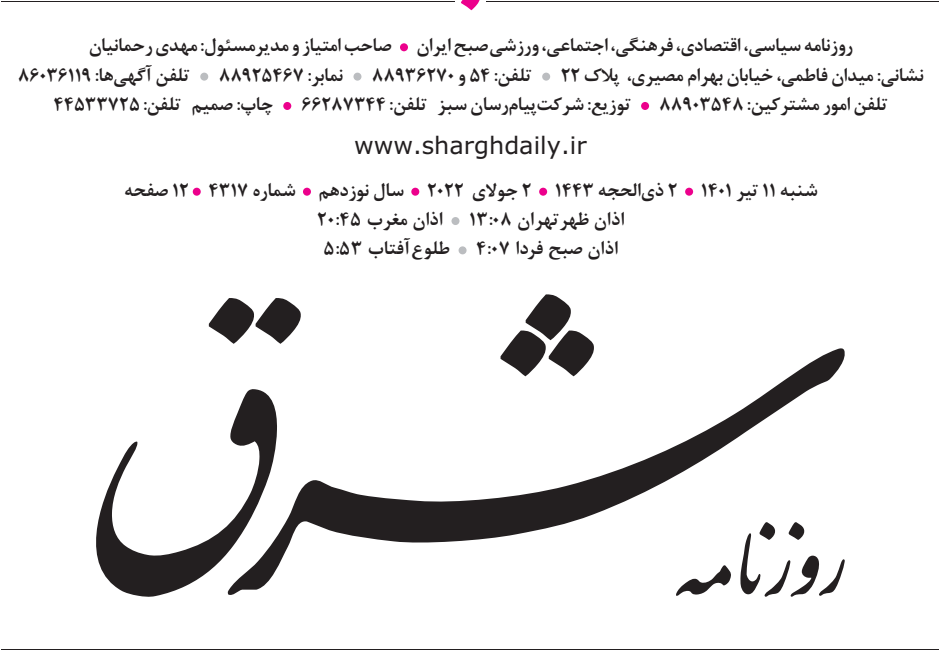 روزنامه سیاسی، اقتصادی، فرهنگی، اجتماعی، ورزشی صبح ایران ● صاحب امتیاز و مدیرمسئول: مهدی رحمانیان
نشانی: میدان فاطمی، خیابان بهرام مصیری، پلاک ۲۲ ● تلفن: ۵۴ و ۸۸۹۳۶۲۷۰ ● نمابر: ۸۸۹۲۵۴۶۷ ● تلفن آگهی‌ها: ۸۶۰۳۶۱۱۹
تلفن امور مشترکین: ۸۸۹۰۳۵۴۸ ● توزیع: شرکت پیام‌رسان سبز تلفن: ۶۶۲۸۷۳۴۴ ● چاپ: صمیم تلفن: ۴۴۵۳۳۷۲۵
www.sharghdaily.ir
شنبه ۱۱ تیر ۱۴۰۱ ● ۲ ذی‌الحجه ۱۴۴۳ ● ۲ جولای ۲۰۲۲ ● سال نوزدهم ● شماره ۴۳۱۷ ● ۱۲ صفحه
اذان ظهر تهران ۱۳:۰۸ ● اذان مغرب ۲۰:۴۵
اذان صبح فردا ۴:۰۷ ● طلوع آفتاب ۵:۵۳
روزنامه شرق